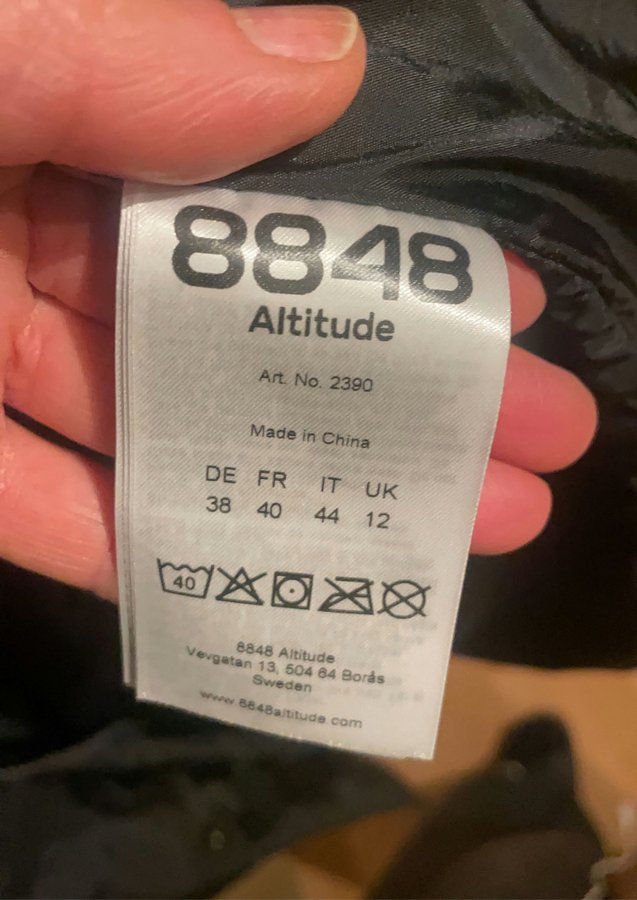 8848
Altitude
Art. No. 2390
Made in China
DE FR IT UK
38 40 44 12
40
8848 Altitude
Vevgatan 13, 504 64 Borås
Sweden
www.8848altitude.com